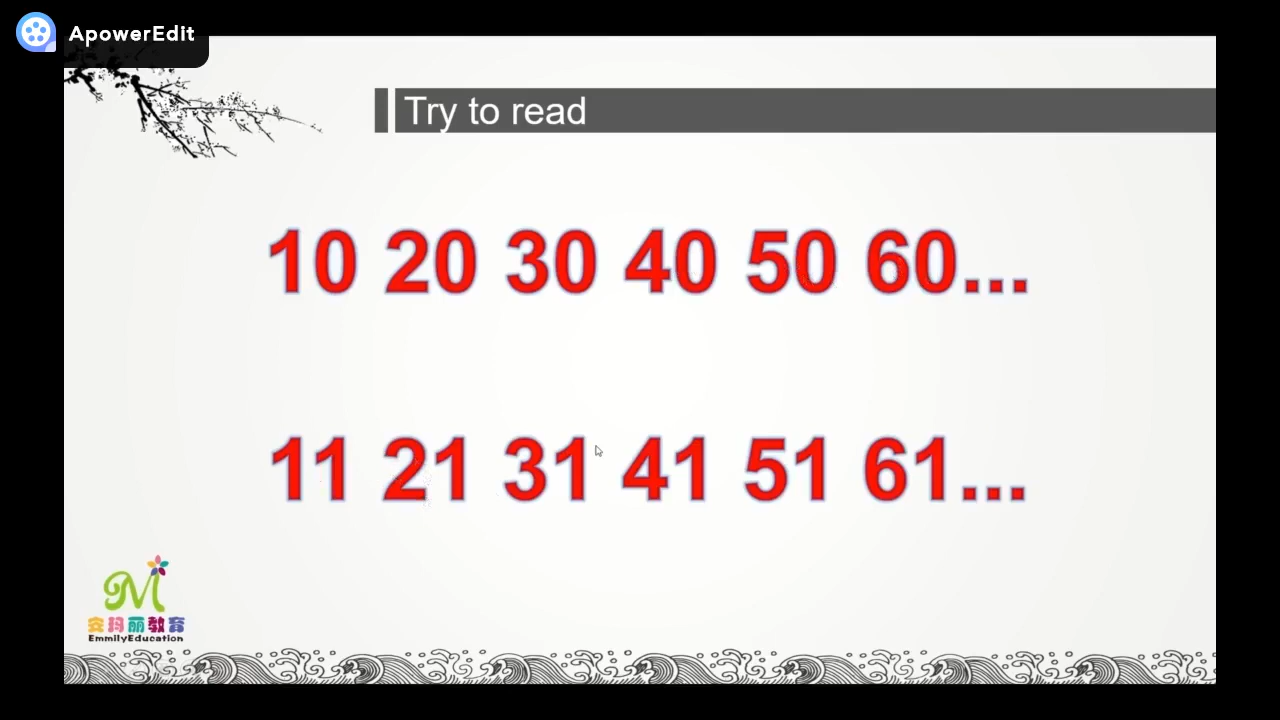 ApowerEdit
Try to read
10 20 30 40 50 60...
11 21 31 41 51 61...
安玛丽教育
EmmilyEducation